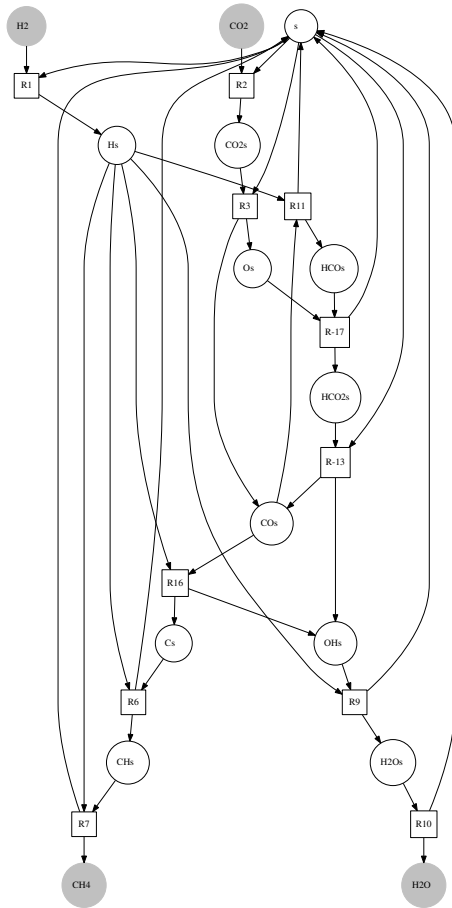 H2
CO2
s
R1
R2
Hs
CO2s
R3
R11
Os
HCOs
R-17
HCO2s
R-13
COs
R16
Cs
OHs
R6
R9
CHs
H2Os
R7
R10
CH4
H2O